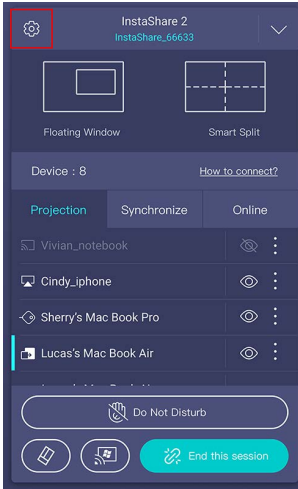 InstaShare 2
InstaShare_66633
Floating Window
Smart Split
Device : 8
How to connect?
Projection
Synchronize
Online
Vivian_notebook
Cindy_iphone
Sherry's Mac Book Pro
Lucas's Mac Book Air
Do Not Disturb
End this session